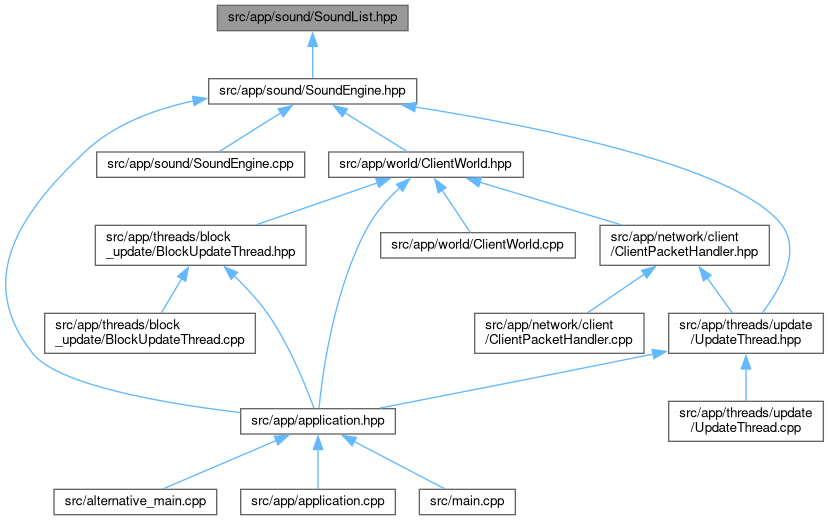 src/app/sound/SoundList.hpp
src/app/sound/SoundEngine.hpp
src/app/sound/SoundEngine.cpp
src/app/world/ClientWorld.hpp
src/app/threads/block
_update/BlockUpdateThread.hpp
src/app/world/ClientWorld.cpp
src/app/network/client
/ClientPacketHandler.hpp
src/app/threads/block
_update/BlockUpdateThread.cpp
src/app/network/client
/ClientPacketHandler.cpp
src/app/threads/update
/UpdateThread.hpp
src/app/application.hpp
src/app/threads/update
/UpdateThread.cpp
src/alternative_main.cpp
src/app/application.cpp
src/main.cpp